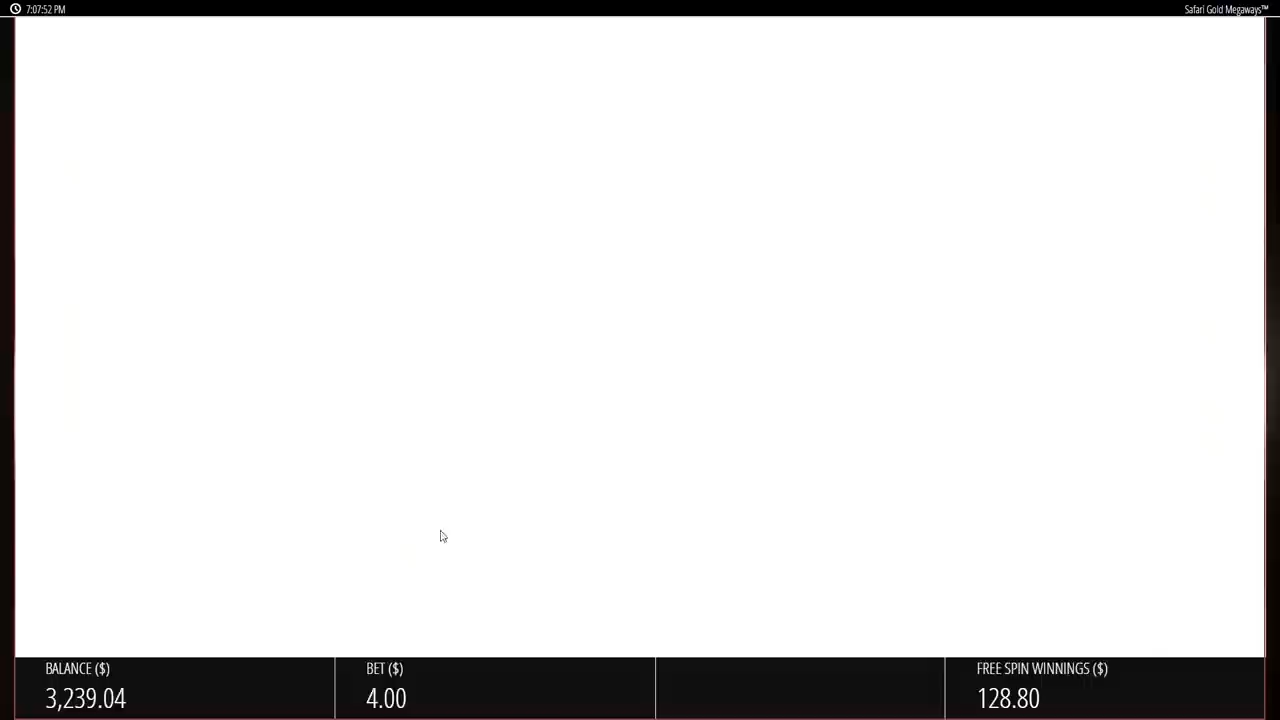 7:07:52 PM
Safari Gold Megaways™
BALANCE ($)
3,239.04
BET ($)
4.00
FREE SPIN WINNINGS ($)
128.80